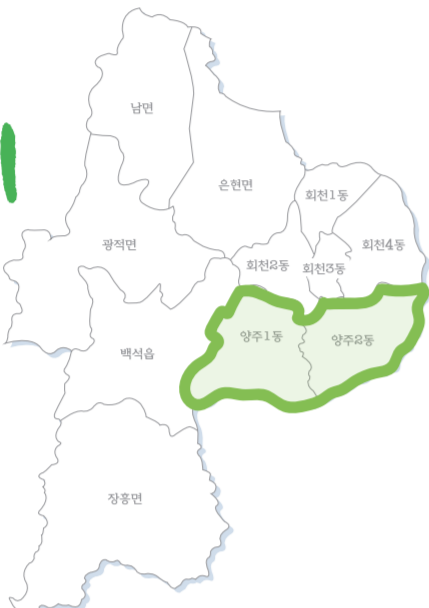 남면
은현면
회천1동
광적면
회천4동
회천2동
회천3동
양주1동
양주2동
백석읍
장흥면